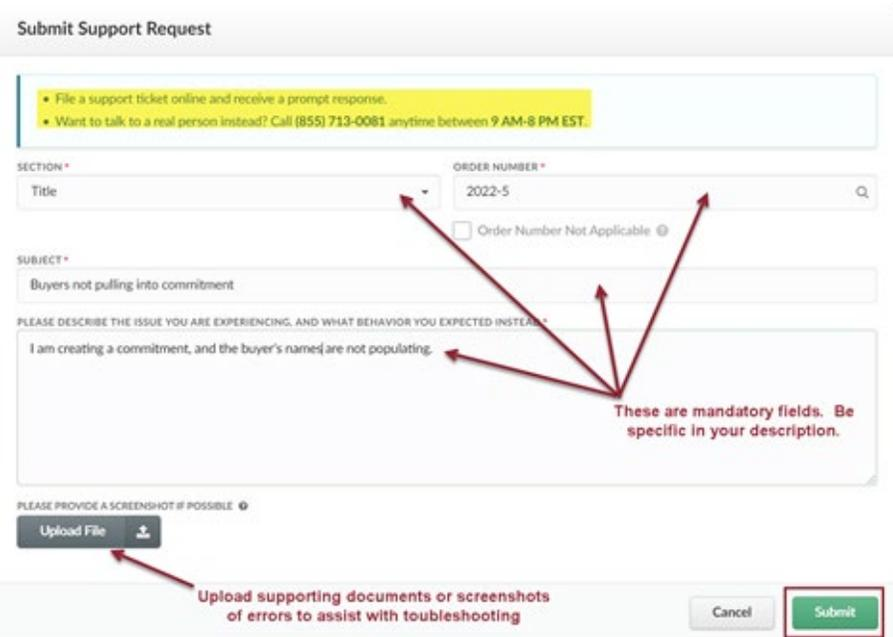 Submit Support Request
• File a support ticket online and receive a prompt response.
• Want to talk to a real person instead? Call (855) 713-0081 anytime between 9 AM-8 PM EST.
SECTION *
ORDER NUMBER *
Title
2022-5
Order Number Not Applicable
SUBJECT *
Buyers not pulling into commitment
PLEASE DESCRIBE THE ISSUE YOU ARE EXPERIENCING, AND WHAT BEHAVIOR YOU EXPECTED INSTEAD *
I am creating a commitment, and the buyer's names are not populating.
These are mandatory fields. Be
specific in your description.
PLEASE PROVIDE A SCREENSHOT IF POSSIBLE
Upload File
Upload supporting documents or screenshots
of errors to assist with toubleshooting
Cancel
Submit